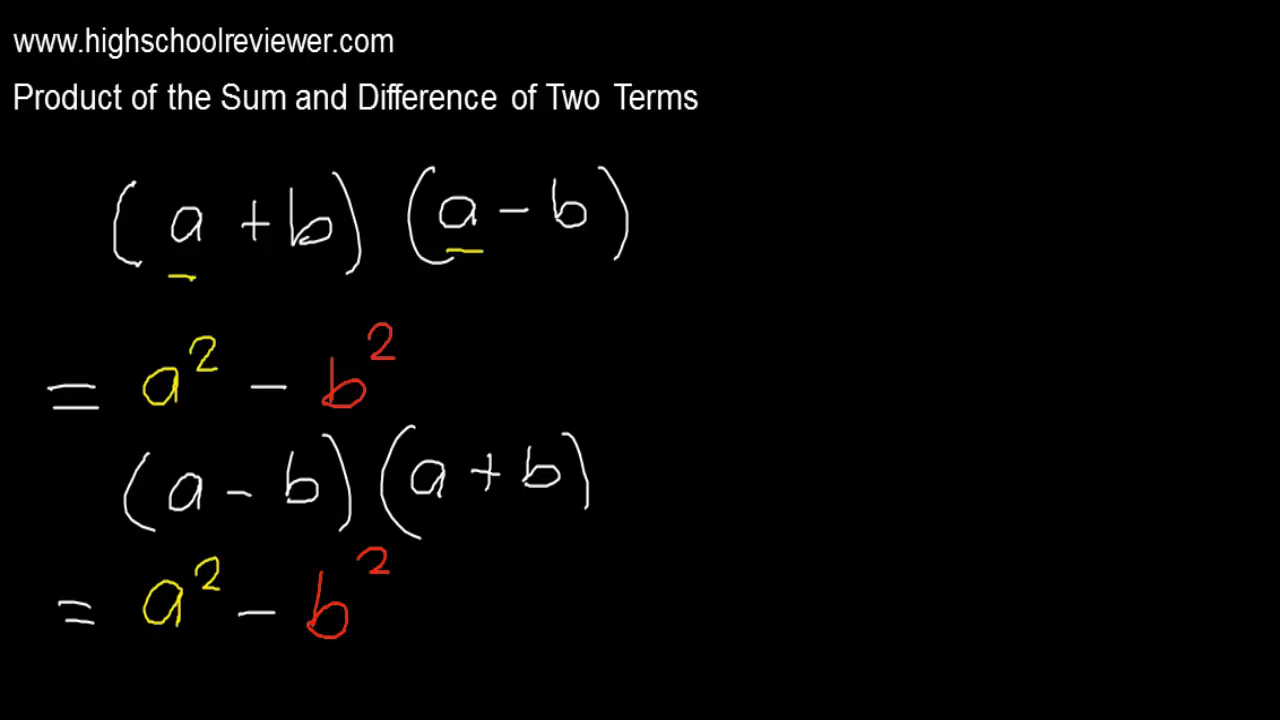 www.highschoolreviewer.com
Product of the Sum and Difference of Two Terms
(a + b) (a - b)
= a² - b²
(a - b) (a + b)
= a² - b²